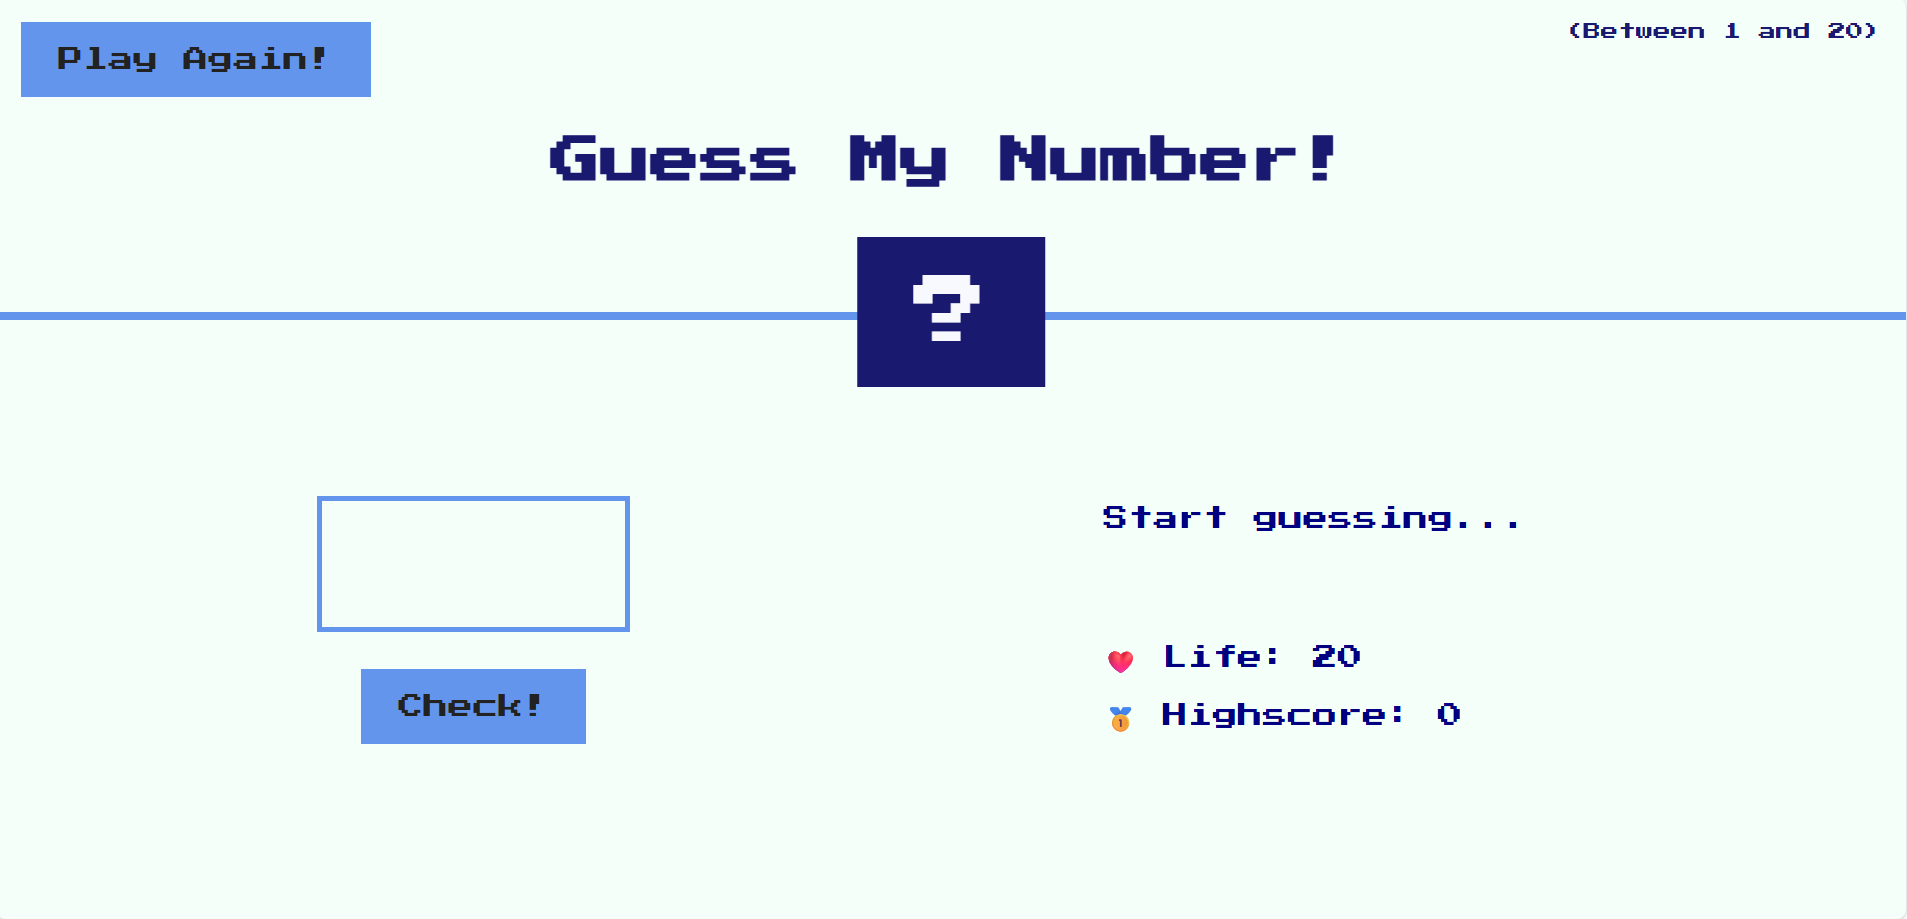 Play Again!
(Between 1 and 20)
Guess My Number!
?
Start guessing...
Check!
❤️ Life: 20
🥇 Highscore: 0